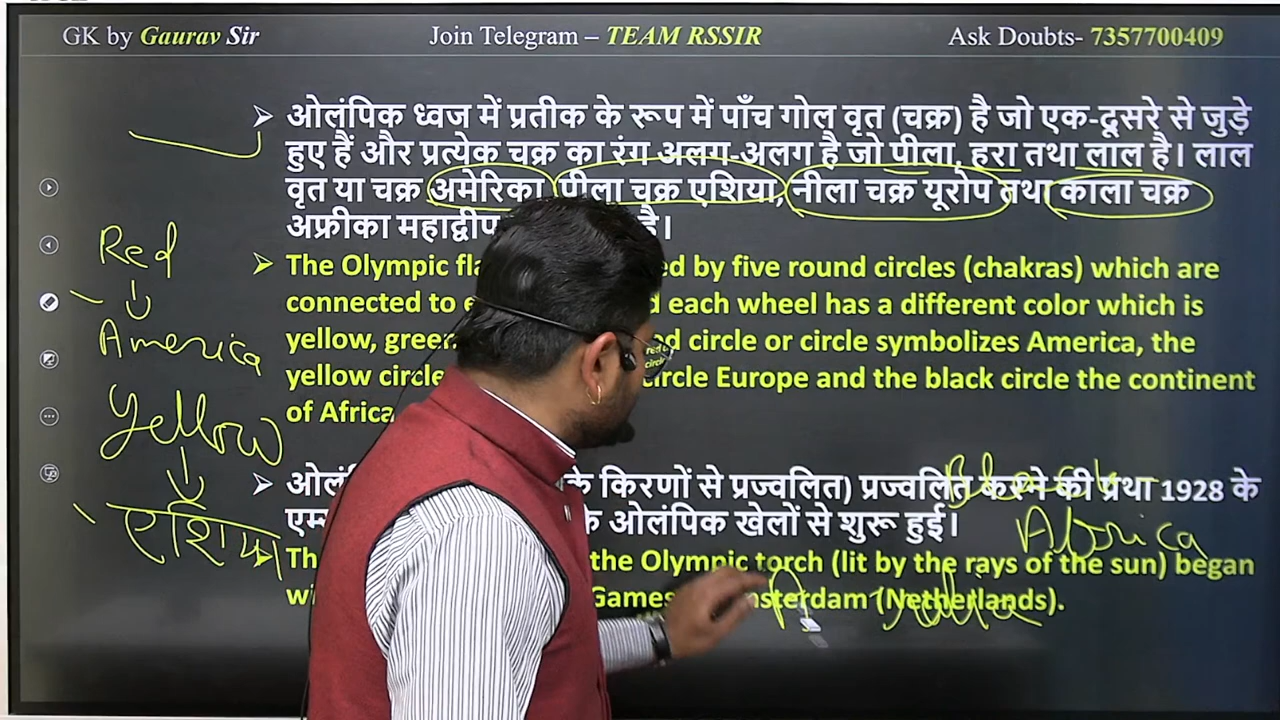 GK by Gaurav Sir
Join Telegram – TEAM RSSIR
Ask Doubts- 7357700409
➢ ओलंपिक ध्वज में प्रतीक के रूप में पाँच गोल वृत (चक्र) है जो एक-दूसरे से जुड़े
हुए हैं और प्रत्येक चक्र का रंग अलग-अलग है जो पीला, हरा तथा लाल है। लाल
वृत या चक्र अमेरिका, पीला चक्र एशिया, नीला चक्र यूरोप तथा काला चक्र
अफ्रीका महाद्वीप है।
➢ The Olympic fla ed by five round circles (chakras) which are
connected to each wheel has a different color which is
yellow, green circle or circle symbolizes America, the
yellow circle circle Europe and the black circle the continent
of Africa
➢ के किरणों से प्रज्वलित) प्रज्वलित करने की प्रथा 1928 के
के ओलंपिक खेलों से शुरू हुई।
the Olympic torch (lit by the rays of the sun) began
Games Amsterdam (Netherlands).
Red
America
Yellow
एशिया
Black -
Africa